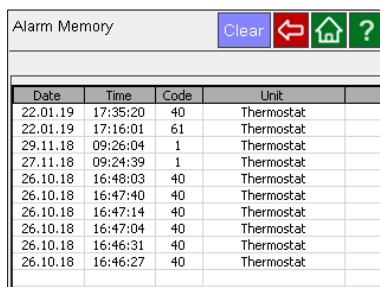 Alarm Memory Clear ?
Date Time Code Unit
22.01.19 17:35:20 40 Thermostat
22.01.19 17:16:01 61 Thermostat
29.11.18 09:26:04 1 Thermostat
27.11.18 09:24:39 1 Thermostat
26.10.18 16:48:03 40 Thermostat
26.10.18 16:47:40 40 Thermostat
26.10.18 16:47:14 40 Thermostat
26.10.18 16:47:04 40 Thermostat
26.10.18 16:46:31 40 Thermostat
26.10.18 16:46:27 40 Thermostat